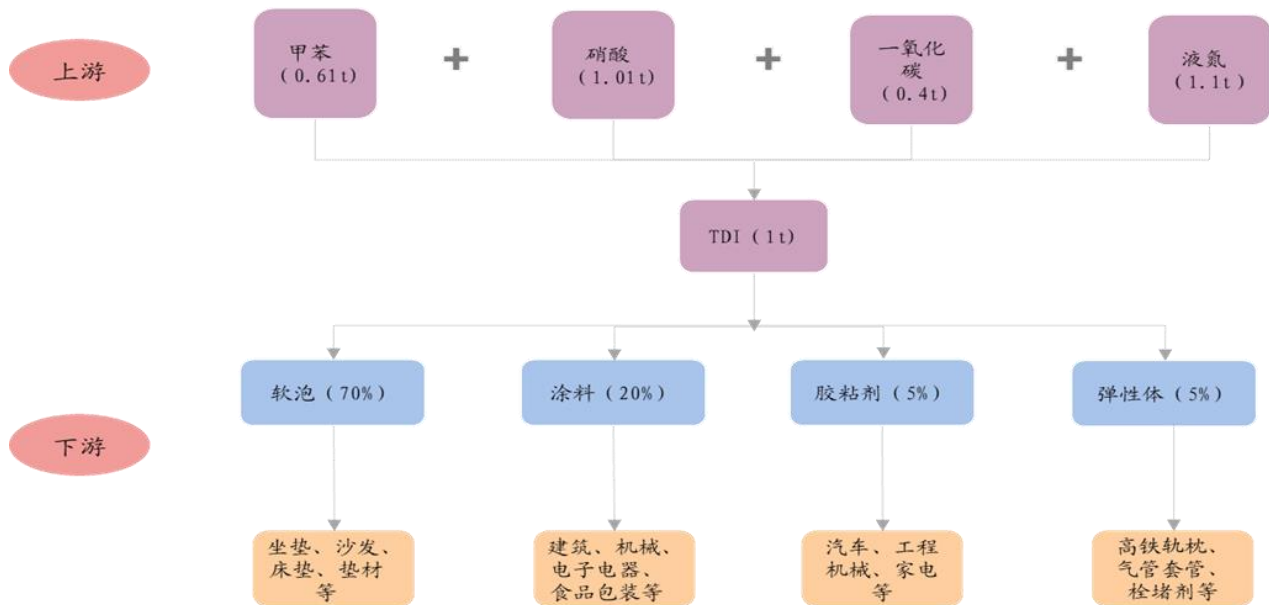 上游
甲苯
(0.61t)
硝酸
(1.01t)
一氧化
碳
(0.4t)
液氮
(1.1t)
TDI（1t）
软泡（70%）
涂料（20%）
胶粘剂（5%）
弹性体（5%）
下游
坐垫、沙发、
床垫、垫材
等
建筑、机械、
电子电器、
食品包装等
汽车、工程
机械、家电
等
高铁轨枕、
气管套管、
栓堵剂等